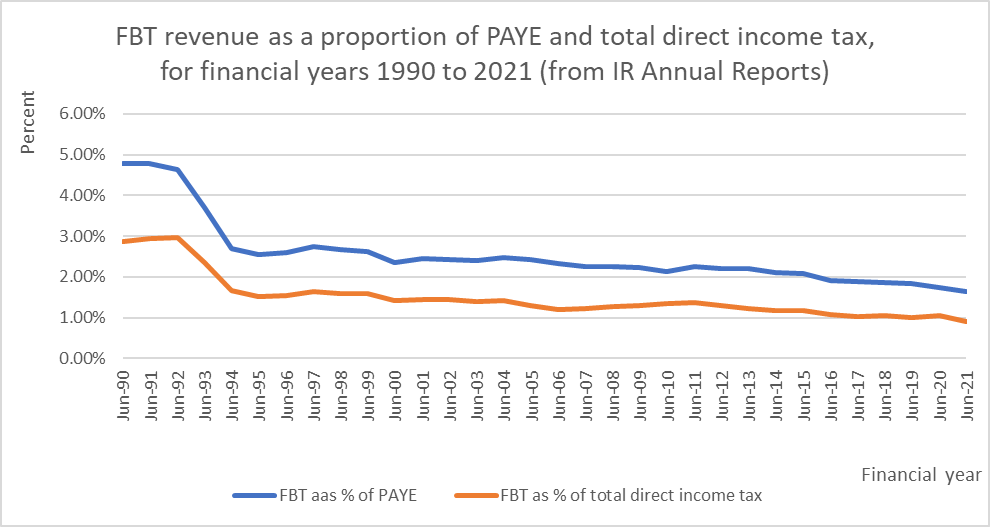 FBT revenue as a proportion of PAYE and total direct income tax,
for financial years 1990 to 2021 (from IR Annual Reports)
Percent
6.00%
5.00%
4.00%
3.00%
2.00%
1.00%
0.00%
Jun-90
Jun-91
Jun-92
Jun-93
Jun-94
Jun-95
Jun-96
Jun-97
Jun-98
Jun-99
Jun-00
Jun-01
Jun-02
Jun-03
Jun-04
Jun-05
Jun-06
Jun-07
Jun-08
Jun-09
Jun-10
Jun-11
Jun-12
Jun-13
Jun-14
Jun-15
Jun-16
Jun-17
Jun-18
Jun-19
Jun-20
Jun-21
Financial year
FBT aas % of PAYE
FBT as % of total direct income tax